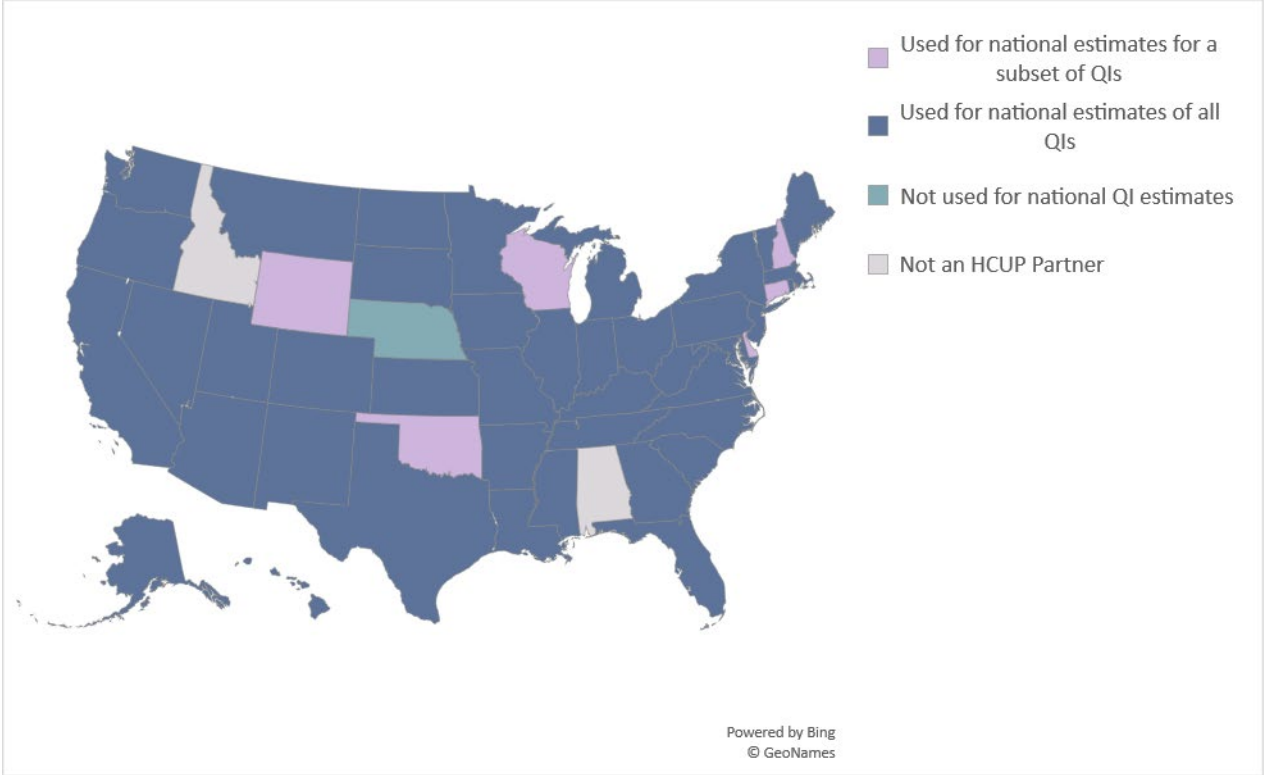 Used for national estimates for a
subset of QIs
Used for national estimates of all
QIs
Not used for national QI estimates
Not an HCUP Partner
Powered by Bing
© GeoNames